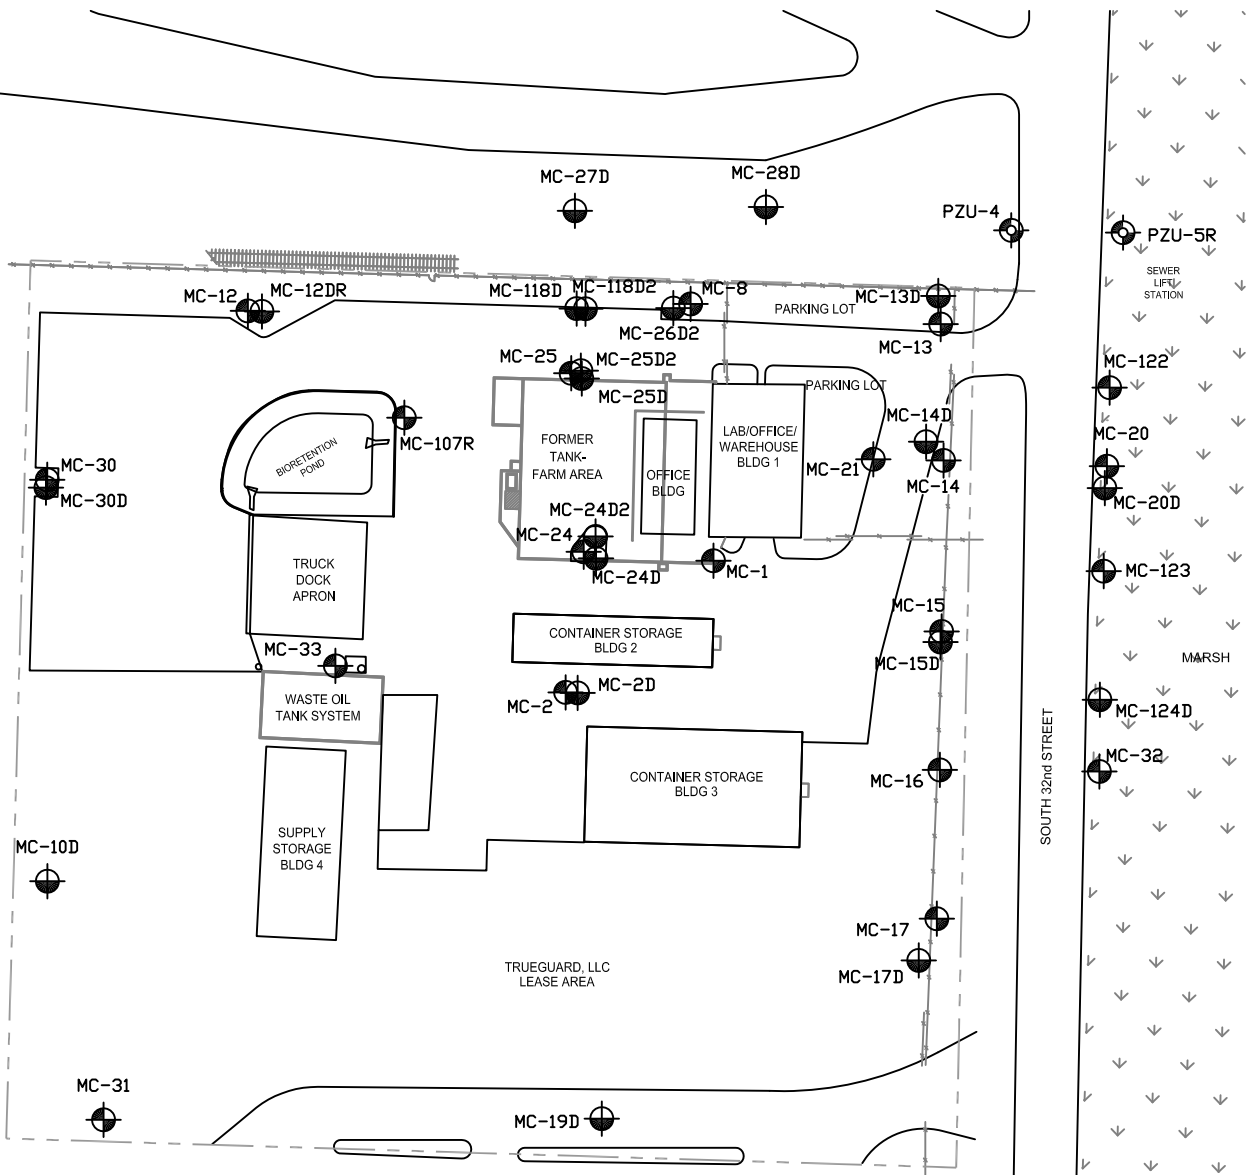 MC-27D
MC-28D
PZU-4
PZU-5R
SEWER
LIFT
STATION
MC-12
MC-12DR
MC-118D
MC-118D2
MC-8
MC-26D2
PARKING LOT
MC-13D
MC-13
MC-25
MC-25D2
MC-25D
PARKING LOT
MC-122
MC-107R
BIORETENTION
POND
FORMER
TANK-
FARM AREA
OFFICE
BLDG
LAB/OFFICE/
WAREHOUSE
BLDG 1
MC-14D
MC-21
MC-14
MC-20
MC-20D
MC-30
MC-30D
MC-24D2
MC-24
MC-24D
MC-1
MC-123
TRUCK
DOCK
APRON
MC-15
MC-15D
CONTAINER STORAGE
BLDG 2
MC-33
MARSH
MC-2
MC-2D
WASTE OIL
TANK SYSTEM
MC-124D
SOUTH 32nd STREET
MC-32
MC-16
CONTAINER STORAGE
BLDG 3
SUPPLY
STORAGE
BLDG 4
MC-10D
MC-17
MC-17D
TRUEGUARD, LLC
LEASE AREA
MC-31
MC-19D